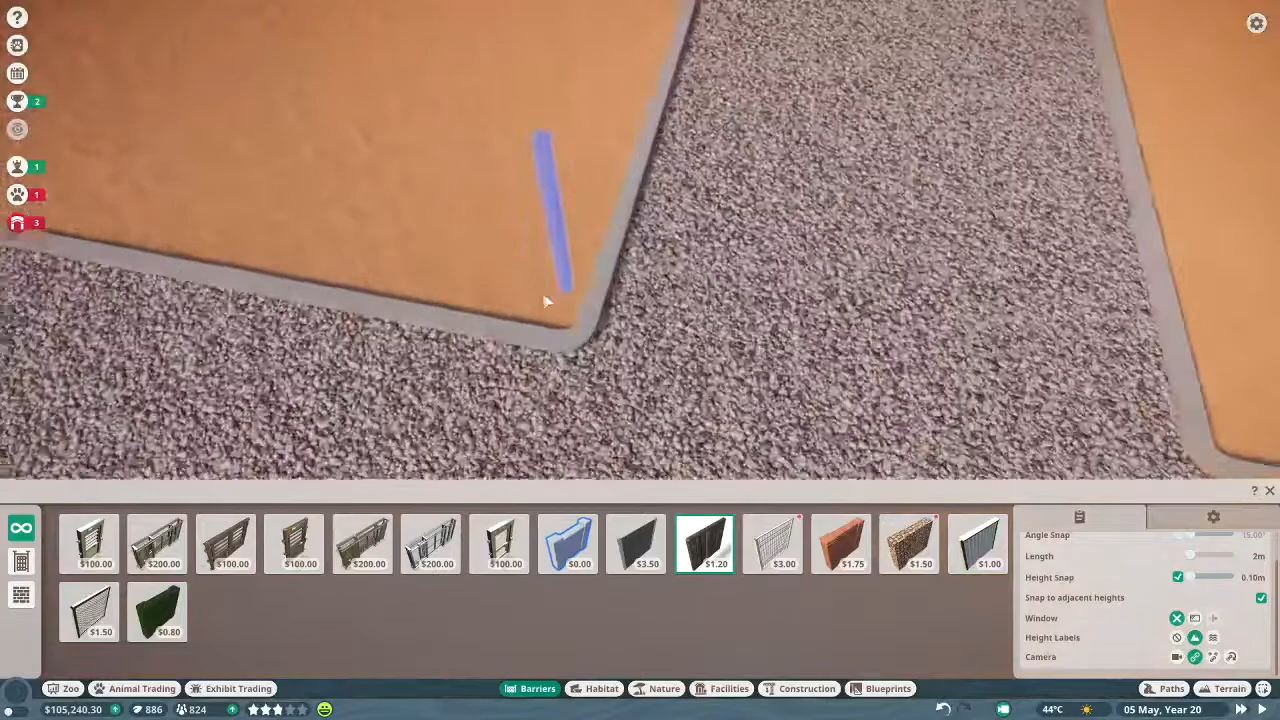 ?
2
1
1
3
? X
$100.00 $200.00 $100.00 $100.00 $200.00 $200.00 $100.00 $0.00 $3.50 $1.20 $3.00 $1.75 $1.50 $1.00
$1.50 $0.80
Angle Snap 15.00°
Length 2m
Height Snap 0.10m
Snap to adjacent heights
Window
Height Labels
Camera
Zoo Animal Trading Exhibit Trading Barriers Habitat Nature Facilities Construction Blueprints Paths Terrain
$105,240.30 886 824 44°C 05 May, Year 20